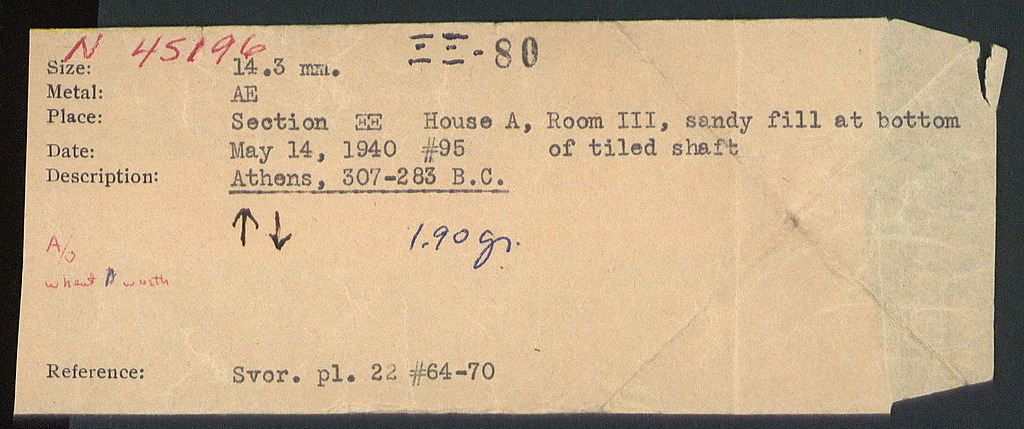 N 45196 ΞΞ-80
Size: 14.3 mm.
Metal: AE
Place: Section ΞΞ House A, Room III, sandy fill at bottom
Date: May 14, 1940 #95 of tiled shaft
Description: Athens, 307-283 B.C.
↑↓ 1.90 gr.
A/o
wheat
Reference: Svor. pl. 22 #64-70